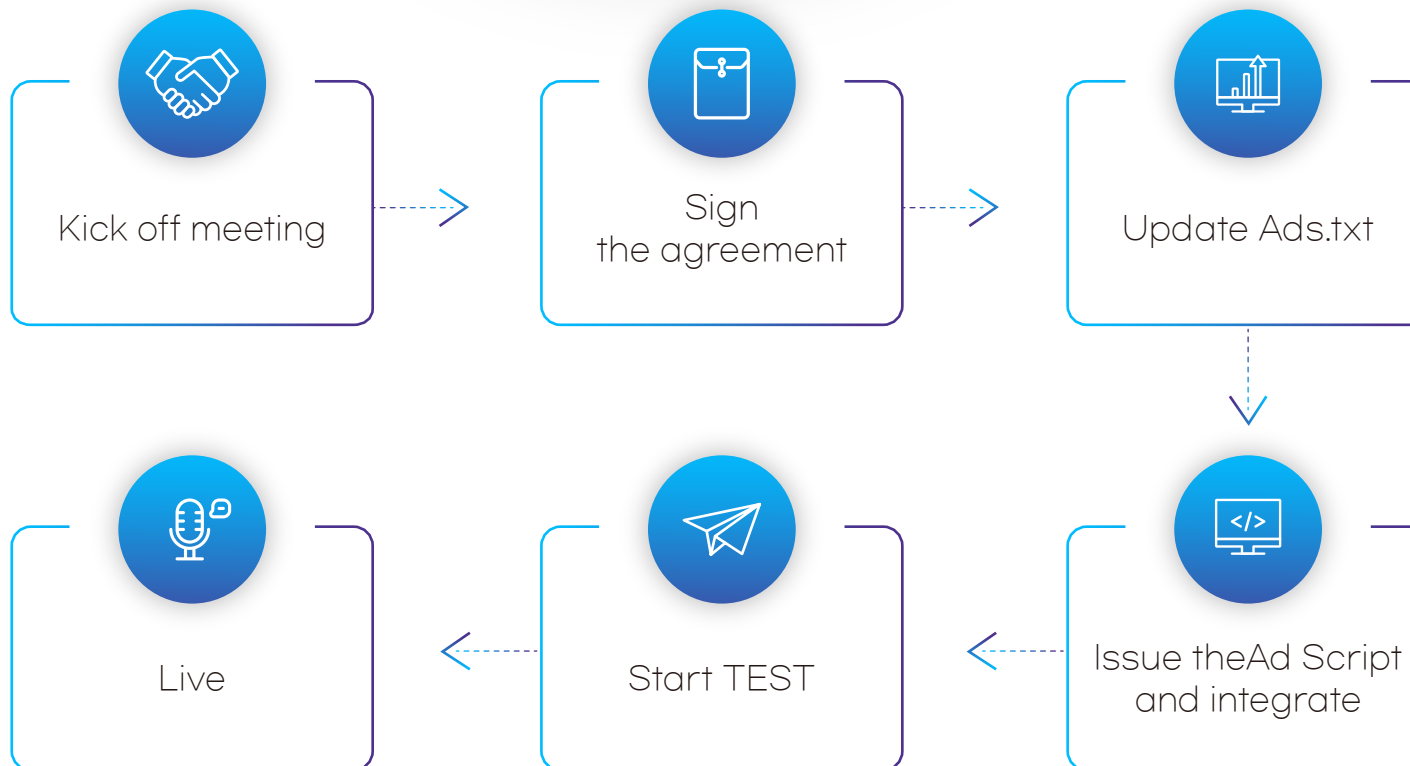 Kick off meeting
Sign
the agreement
Update Ads.txt
Issue theAd Script
and integrate
Start TEST
Live